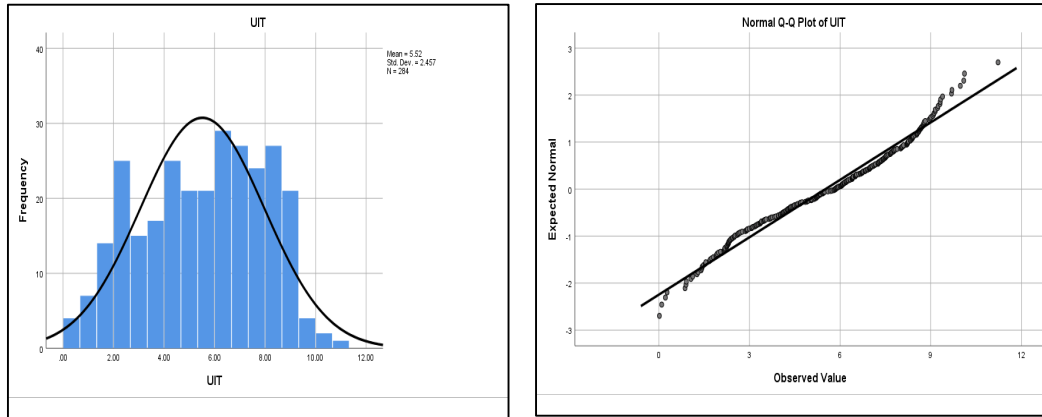 UIT
Mean = 5.52
Std. Dev. = 2.457
N = 284
40
30
20
10
0
Frequency
.00 2.00 4.00 6.00 8.00 10.00 12.00
UIT
Normal Q-Q Plot of UIT
3
2
1
0
-1
-2
-3
Expected Normal
0 3 6 9 12
Observed Value